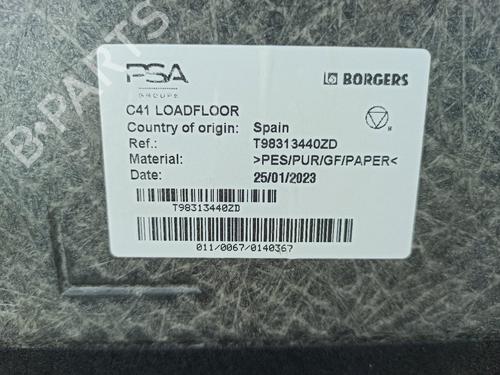 PSA
GROUPE
BORGERS
C41 LOADFLOOR
Country of origin: Spain
Ref.: T98313440ZD
Material: >PES/PUR/GF/PAPER<
Date: 25/01/2023
T98313440ZD
011/0067/0140367
B-PARTS